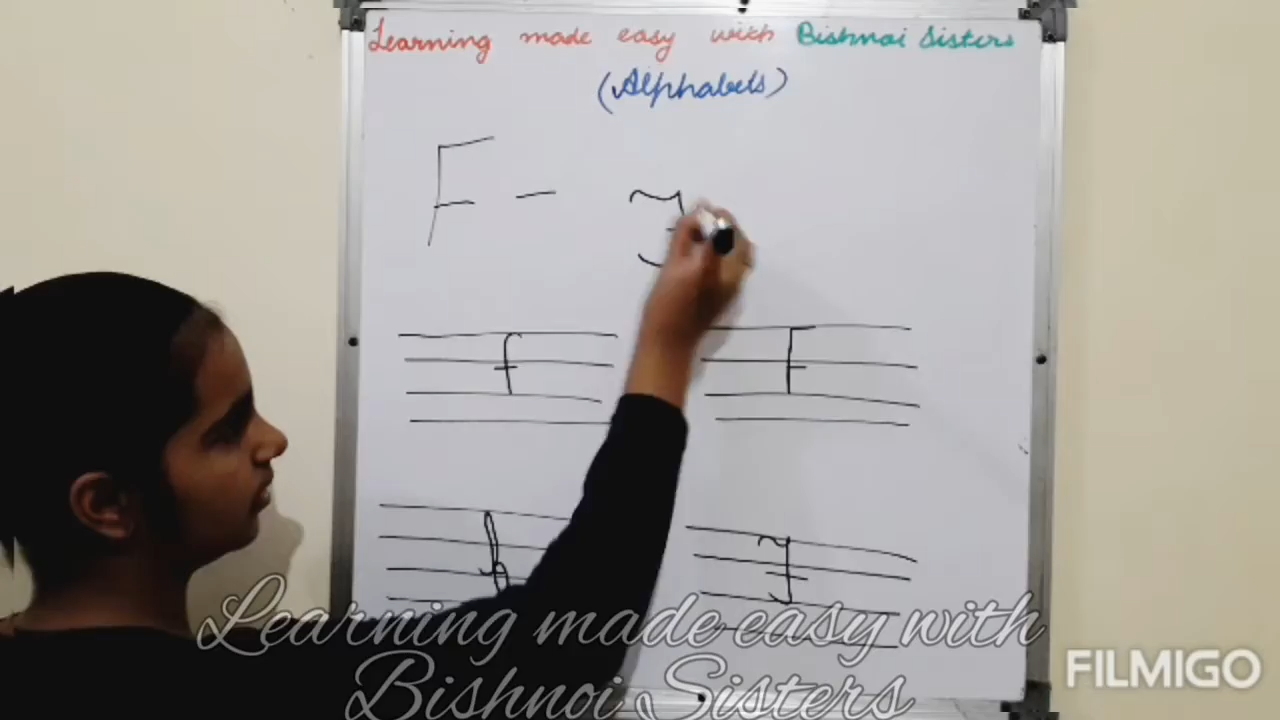 Learning made easy with Bishnoi Sisters
(Alphabets)
F -
f F
f F
Learning made easy with
Bishnoi Sisters
FILMIGO